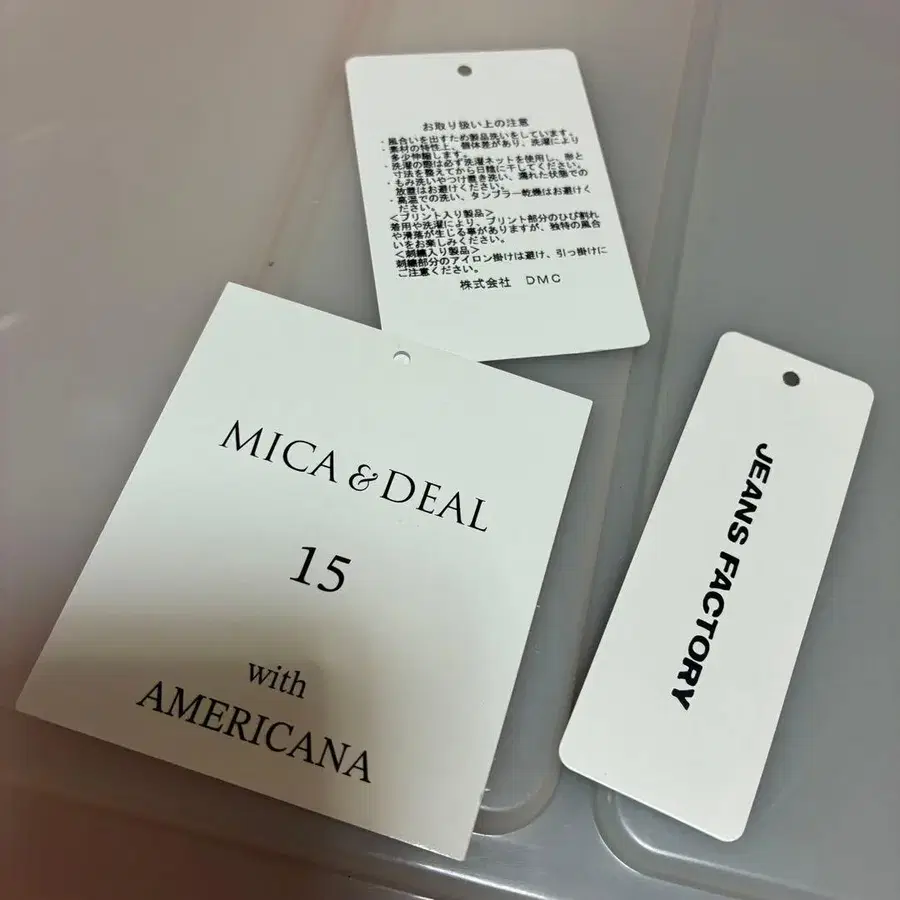 お取り扱い上の注意
・風合いを出すため製品洗いをしています。
・素材の特性上、個体差があり、洗濯により
多少伸縮します。
・洗濯の際は必ず洗濯ネットを使用し、形と
寸法を整えてから日陰に干してください。
・もみ洗いやつけ置き洗い、濡れた状態での
放置はお避けください。
・高温での洗い、タンブラー乾燥はお避けく
ださい。
<プリント入り製品>
着用や洗濯により、プリント部分のひび割れ
や滑落が生じる事がありますが、独特の風合
いをお楽しみください。
<刺繍入り製品>
刺繍部分のアイロン掛けは避け、引っ掛けに
ご注意ください。
株式会社 DMC
MICA & DEAL
15
with
AMERICANA
JEANS FACTORY